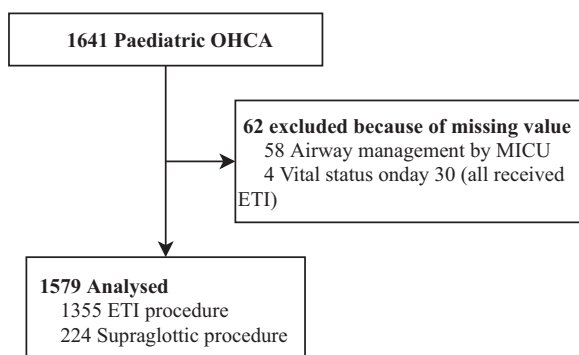 1641 Paediatric OHCA
62 excluded because of missing value
58 Airway management by MICU
4 Vital status onday 30 (all received
ETI)
1579 Analysed
1355 ETI procedure
224 Supraglottic procedure